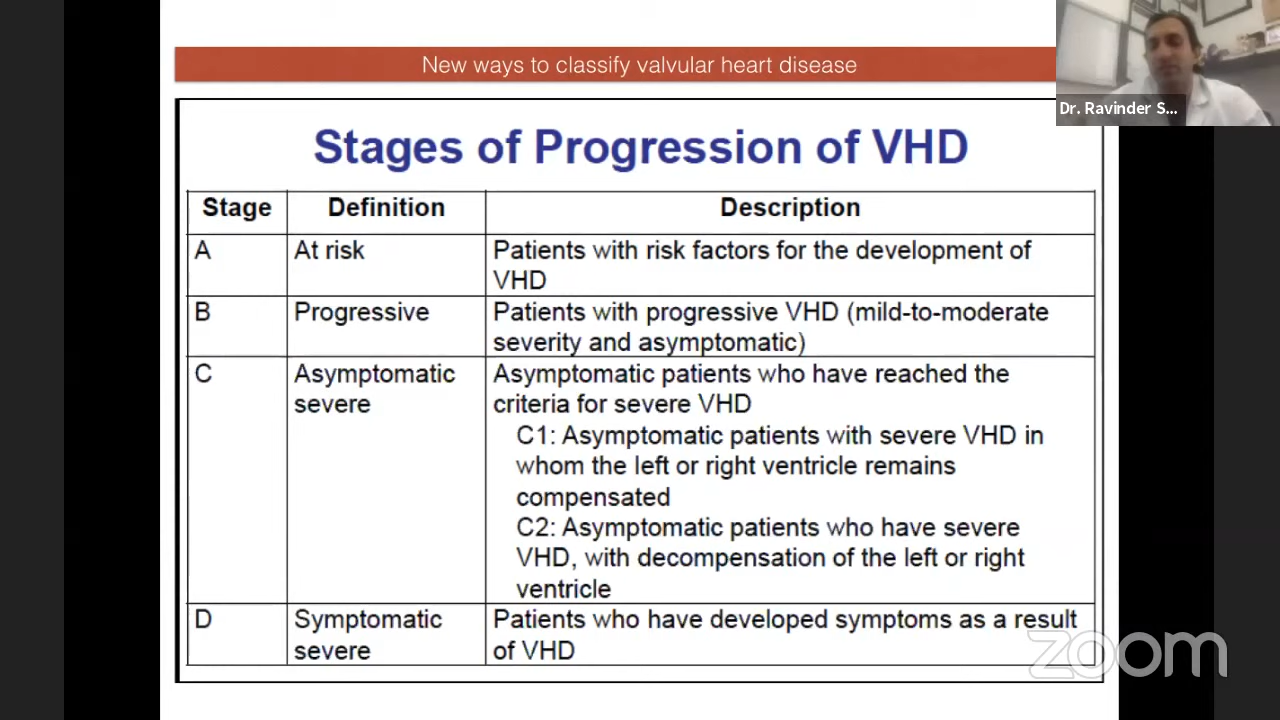 New ways to classify valvular heart disease
Dr. Ravinder S...
Stages of Progression of VHD
Stage Definition Description
A At risk Patients with risk factors for the development of
VHD
B Progressive Patients with progressive VHD (mild-to-moderate
severity and asymptomatic)
C Asymptomatic Asymptomatic patients who have reached the
severe criteria for severe VHD
C1: Asymptomatic patients with severe VHD in
whom the left or right ventricle remains
compensated
C2: Asymptomatic patients who have severe
VHD, with decompensation of the left or right
ventricle
D Symptomatic Patients who have developed symptoms as a result
severe of VHD
zoom